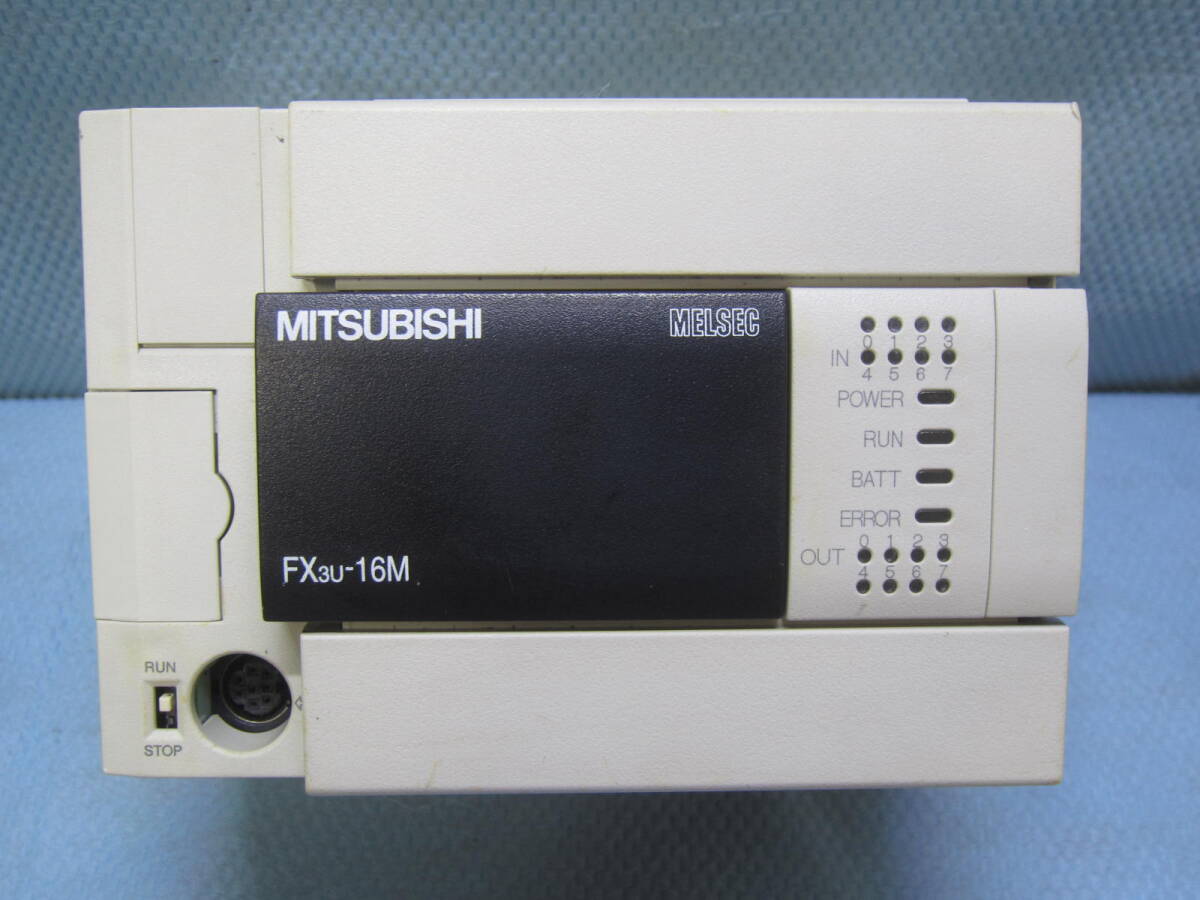 MITSUBISHI
MELSEC
FX3U-16M
0 1 2 3
IN
4 5 6 7
POWER
RUN
BATT
ERROR
0 1 2 3
OUT
4 5 6 7
RUN
STOP